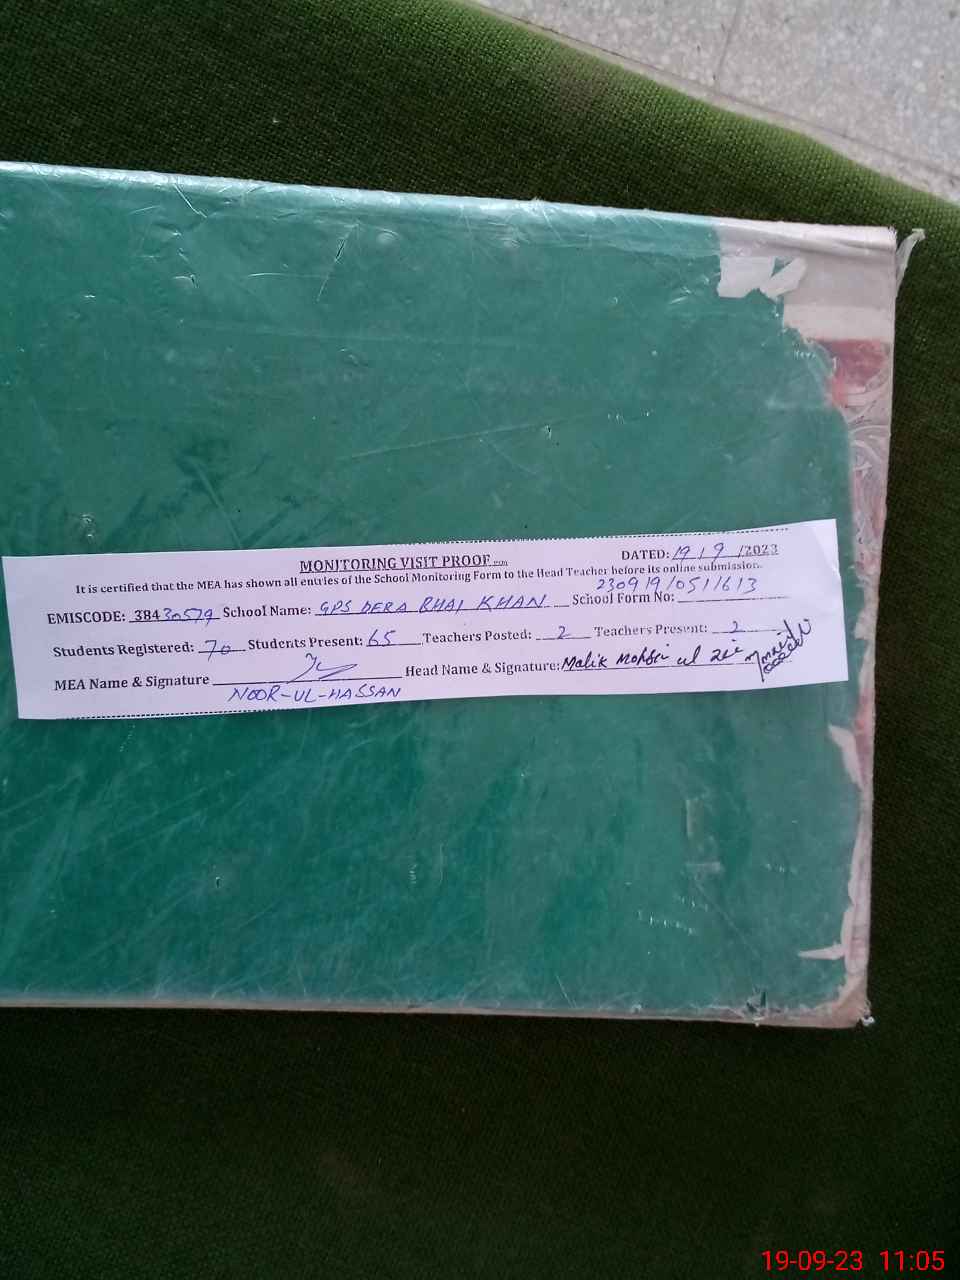 MONITORING VISIT PROOF
DATED: 19/9/2023
It is certified that the MEA has shown all entries of the School Monitoring Form to the Head Teacher before its online submission.
EMISCODE: 38430579 School Name: GPS DERA BHAI KHAN School Form No: 230919/0511613
Students Registered: 70 Students Present: 65 Teachers Posted: 2 Teachers Present: 2
MEA Name & Signature Head Name & Signature: Malik Mohsin ul
NOOR-UL-HASSAN
19-09-23 11:05